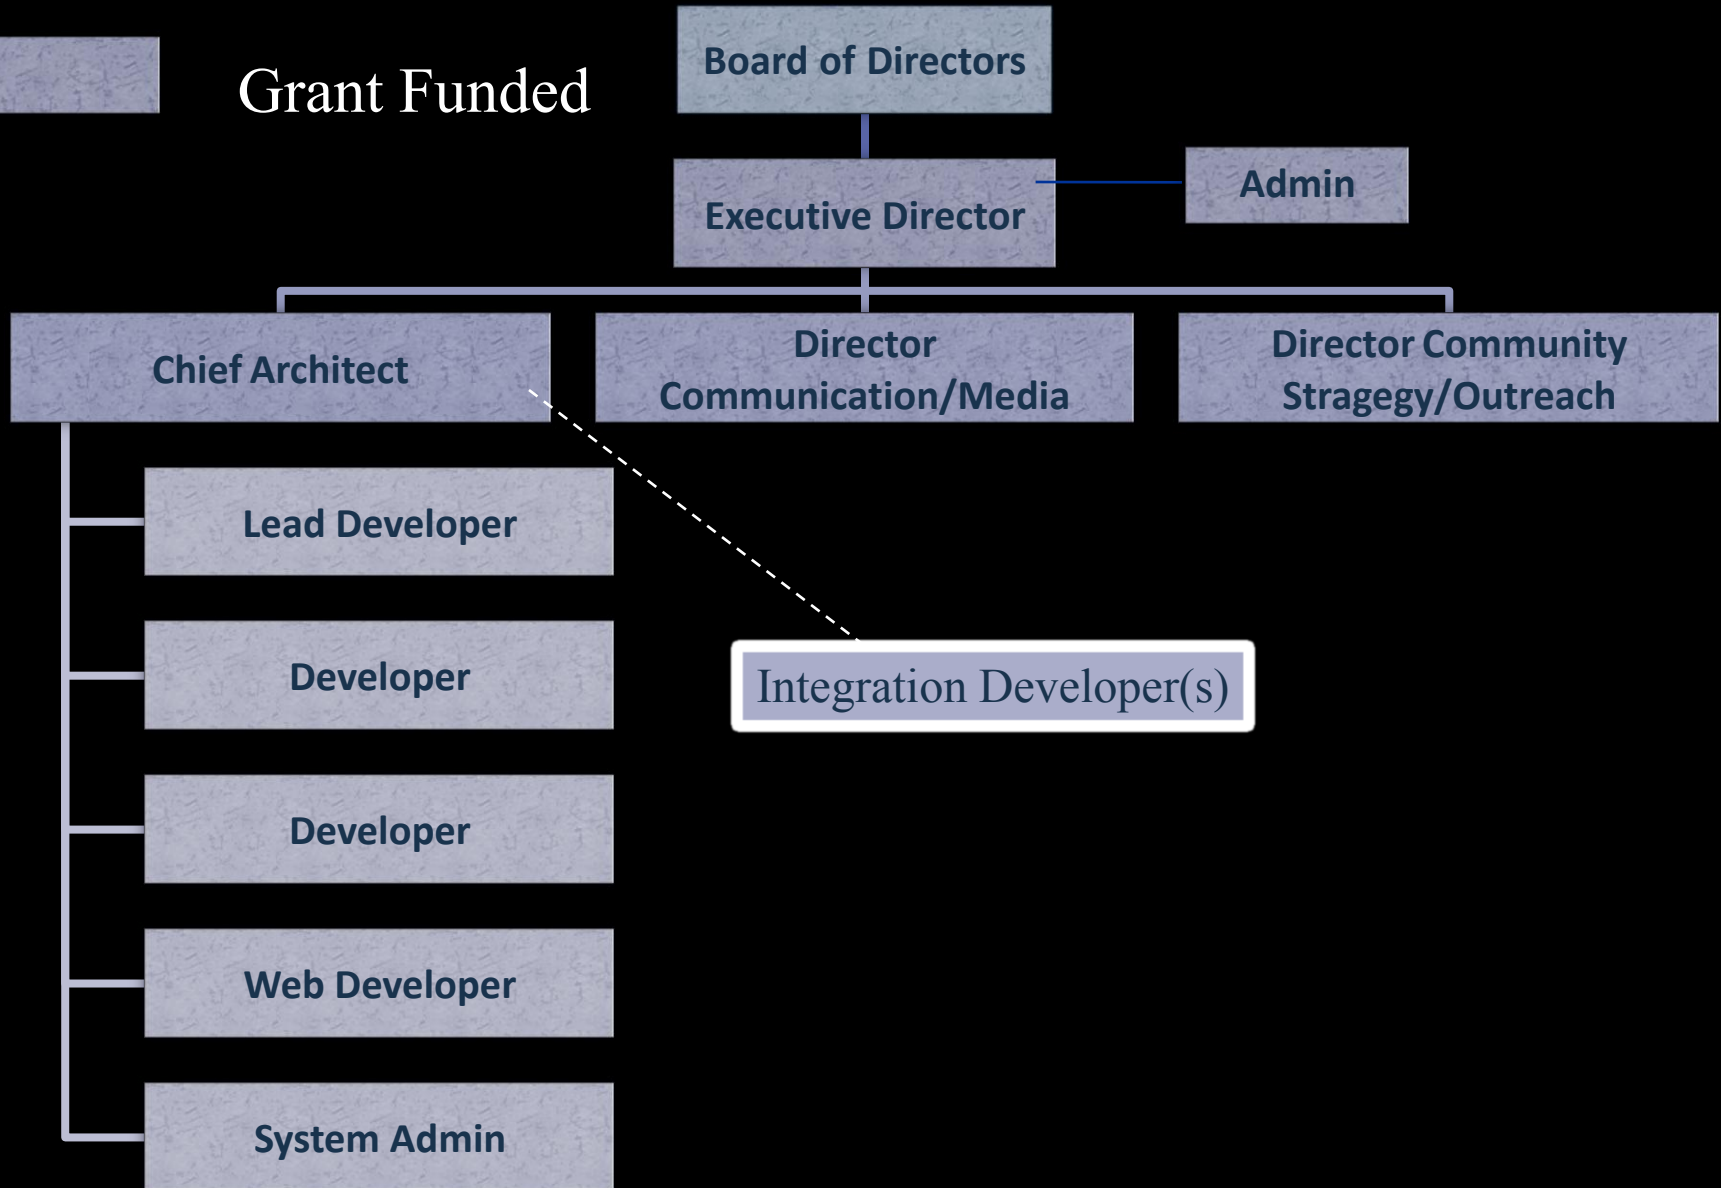 Grant Funded
Board of Directors
Executive Director
Admin
Chief Architect
Director
Communication/Media
Director Community
Stragegy/Outreach
Lead Developer
Developer
Integration Developer(s)
Developer
Web Developer
System Admin